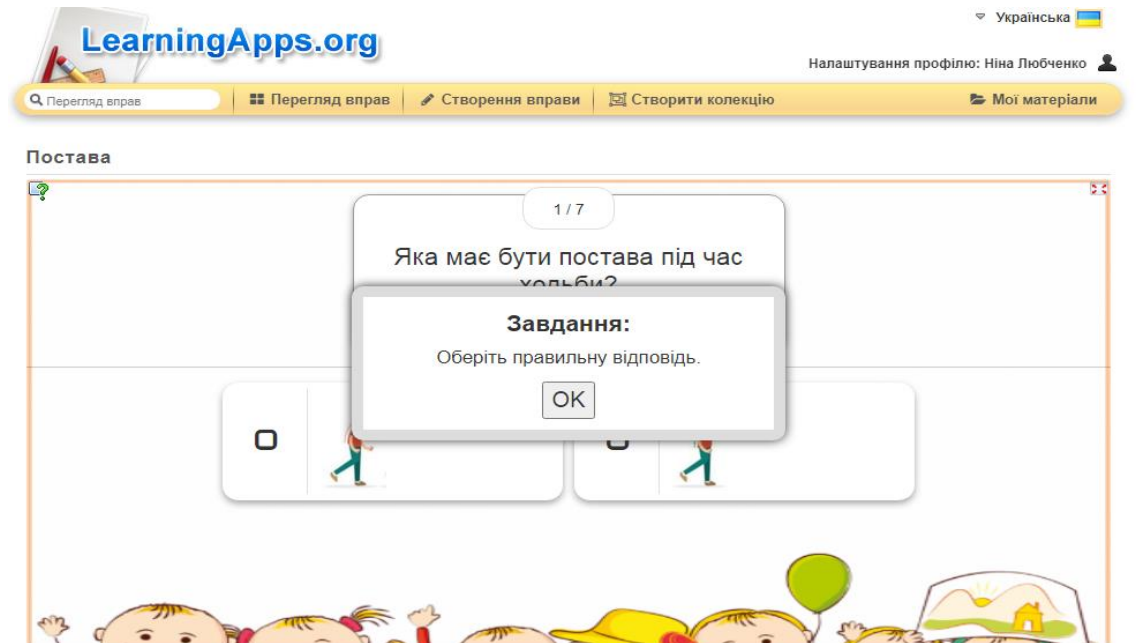 LearningApps.org
Українська
Налаштування профілю: Ніна Любченко
Перегляд вправ
Перегляд вправ
Створення вправи
Створити колекцію
Мої матеріали
Постава
1 / 7
Яка має бути постава під час
ходьби?
Завдання:
Оберіть правильну відповідь.
OK